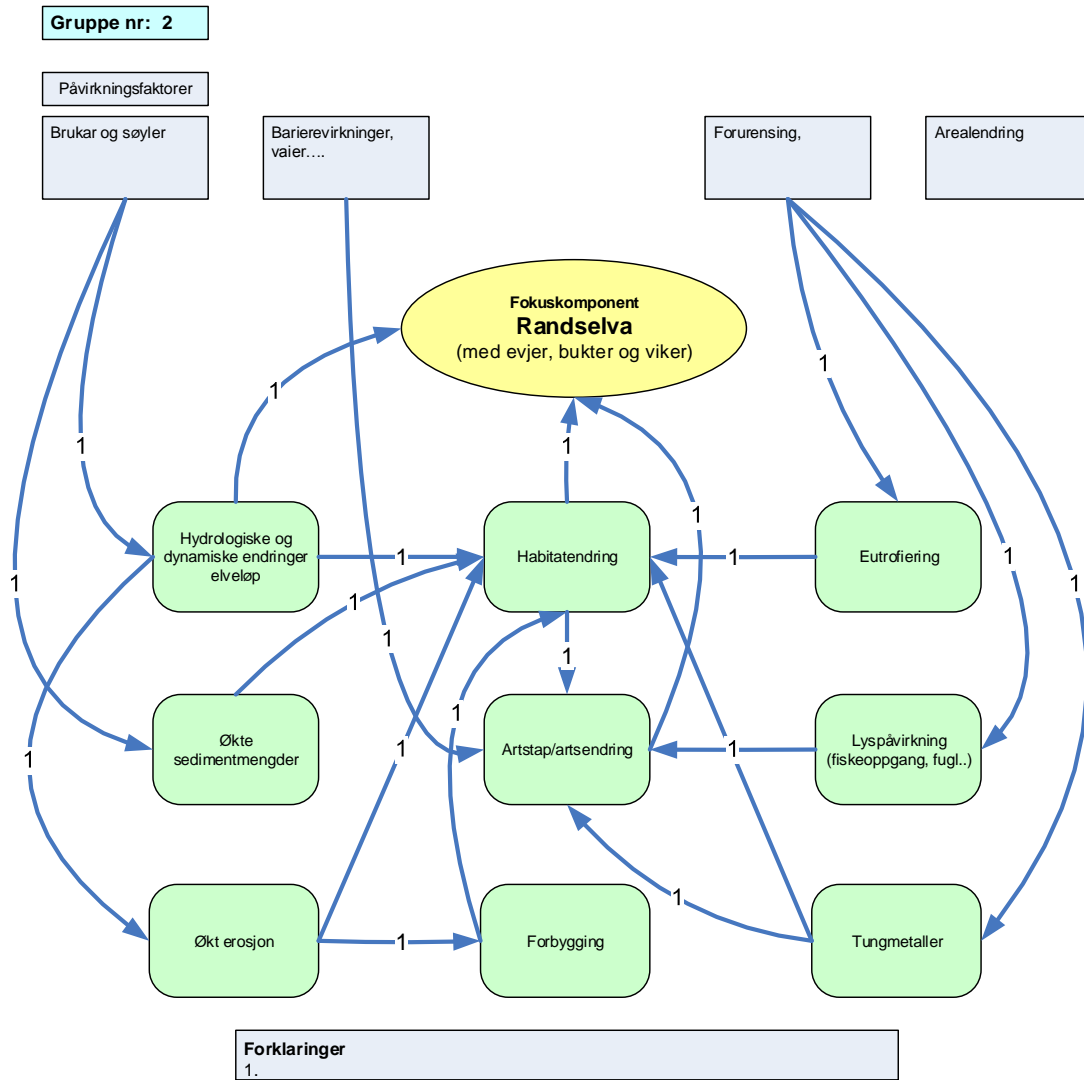 Gruppe nr:  2
Påvirkningsfaktorer
Brukar og søyler
Barierevirkninger,
vaier....
Forurensing,
Arealendring
Fokuskomponent
Randselva
(med evjer, bukter og viker)
1
1
1
1
1
Hydrologiske og
dynamiske endringer
elveløp
1
Habitatendring
1
Eutrofiering
1
1
1
1
1
1
Økte
sedimentmengder
Artstap/artsendring
Lyspåvirkning
(fiskeoppgang, fugl..)
1
1
1
1
1
1
Økt erosjon
1
Forbygging
Tungmetaller
Forklaringer
1.